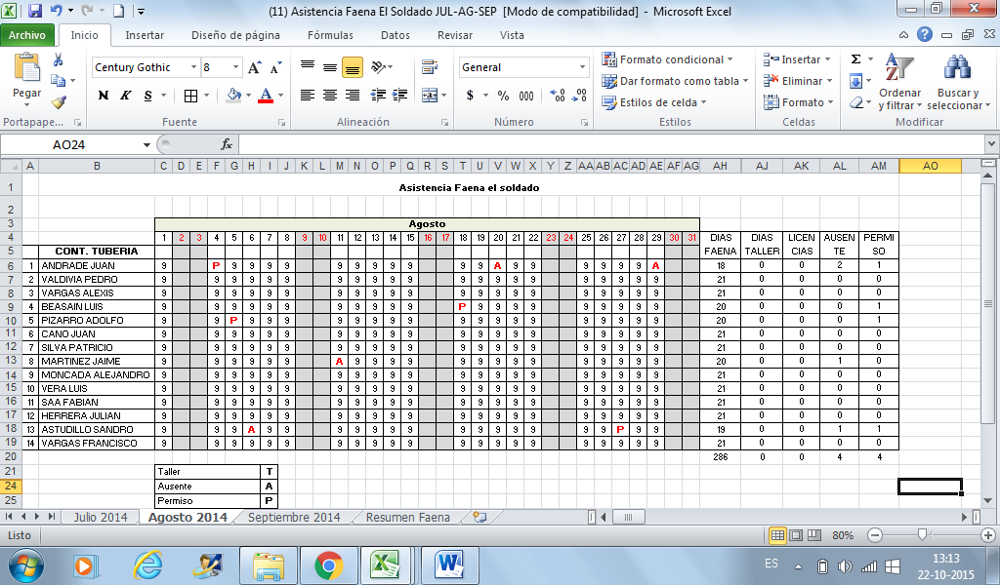 (11) Asistencia Faena El Soldado JUL-AG-SEP [Modo de compatibilidad] - Microsoft Excel
Archivo Inicio Insertar Diseño de página Fórmulas Datos Revisar Vista
Pegar
Century Gothic 8
N K S
General
$ % 000
Formato condicional
Dar formato como tabla
Estilos de celda
Insertar
Eliminar
Formato
Ordenar y filtrar
Buscar y seleccionar
Portapape... Fuente Alineación Número Estilos Celdas Modificar
AO24 fx
A B C D E F G H I J K L M N O P Q R S T U V W X Y Z AA AB AC AD AE AF AG AH AJ AK AL AM AO
1 Asistencia Faena el soldado
2
3 Agosto
4 1 2 3 4 5 6 7 8 9 10 11 12 13 14 15 16 17 18 19 20 21 22 23 24 25 26 27 28 29 30 31 DIAS DIAS LICEN AUSEN PERMI
5 CONT. TUBERIA FAENA TALLER CIAS TE SO
6 1 ANDRADE JUAN 9 P 9 9 9 9 9 9 9 9 9 9 9 A 9 9 9 9 9 9 A 18 0 0 2 1
7 2 VALDIVIA PEDRO 9 9 9 9 9 9 9 9 9 9 9 9 9 9 9 9 9 9 9 9 9 21 0 0 0 0
8 3 VARGAS ALEXIS 9 9 9 9 9 9 9 9 9 9 9 9 9 9 9 9 9 9 9 9 9 21 0 0 0 0
9 4 BEASAIN LUIS 9 9 9 9 9 9 9 9 9 9 9 P 9 9 9 9 9 9 9 9 9 20 0 0 0 1
10 5 PIZARRO ADOLFO 9 9 P 9 9 9 9 9 9 9 9 9 9 9 9 9 9 9 9 9 9 20 0 0 0 1
11 6 CANO JUAN 9 9 9 9 9 9 9 9 9 9 9 9 9 9 9 9 9 9 9 9 9 21 0 0 0 0
12 7 SILVA PATRICIO 9 9 9 9 9 9 9 9 9 9 9 9 9 9 9 9 9 9 9 9 9 21 0 0 0 0
13 8 MARTINEZ JAIME 9 9 9 9 9 9 A 9 9 9 9 9 9 9 9 9 9 9 9 9 9 20 0 0 1 0
14 9 MONCADA ALEJANDRO 9 9 9 9 9 9 9 9 9 9 9 9 9 9 9 9 9 9 9 9 9 21 0 0 0 0
15 10 VERA LUIS 9 9 9 9 9 9 9 9 9 9 9 9 9 9 9 9 9 9 9 9 9 21 0 0 0 0
16 11 SAA FABIAN 9 9 9 9 9 9 9 9 9 9 9 9 9 9 9 9 9 9 9 9 9 21 0 0 0 0
17 12 HERRERA JULIAN 9 9 9 9 9 9 9 9 9 9 9 9 9 9 9 9 9 9 9 9 9 21 0 0 0 0
18 13 ASTUDILLO SANDRO 9 9 9 A 9 9 9 9 9 9 9 9 9 9 9 9 9 9 P 9 9 19 0 0 1 1
19 14 VARGAS FRANCISCO 9 9 9 9 9 9 9 9 9 9 9 9 9 9 9 9 9 9 9 9 9 21 0 0 0 0
20 286 0 0 4 4
21 Taller T
24 Ausente A
25 Permiso P
Julio 2014 Agosto 2014 Septiembre 2014 Resumen Faena
Listo 80%
ES 13:13
22-10-2015